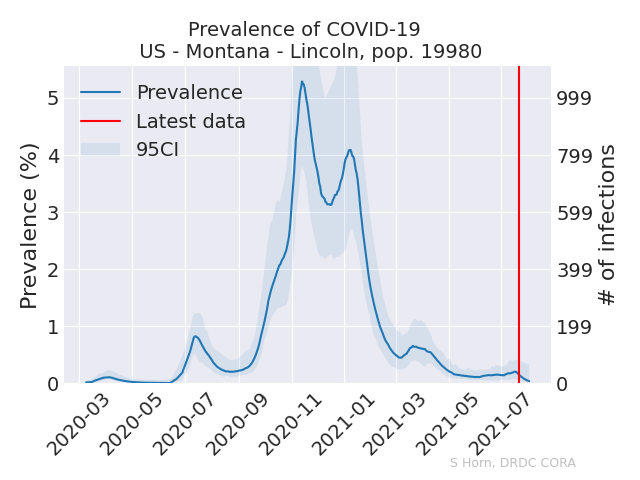 Prevalence of COVID-19
US - Montana - Lincoln, pop. 19980
Prevalence
Latest data
95CI
Prevalence (%)
5
4
3
2
1
0
# of infections
999
799
599
399
199
0
2020-03
2020-05
2020-07
2020-09
2020-11
2021-01
2021-03
2021-05
2021-07
S Horn, DRDC CORA